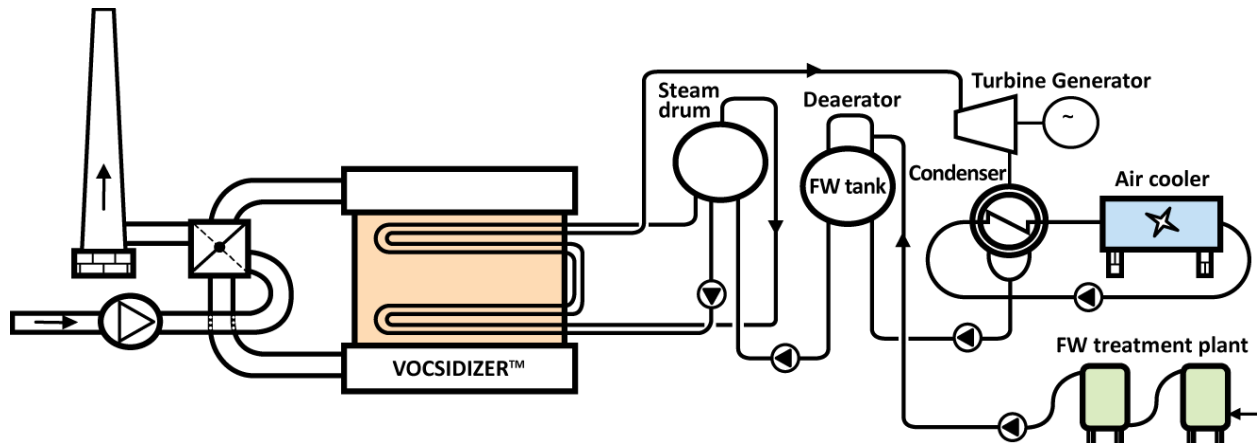 Steam
drum
Deaerator
Turbine Generator
~
FW tank
Condenser
Air cooler
VOCSIDIZER™
FW treatment plant